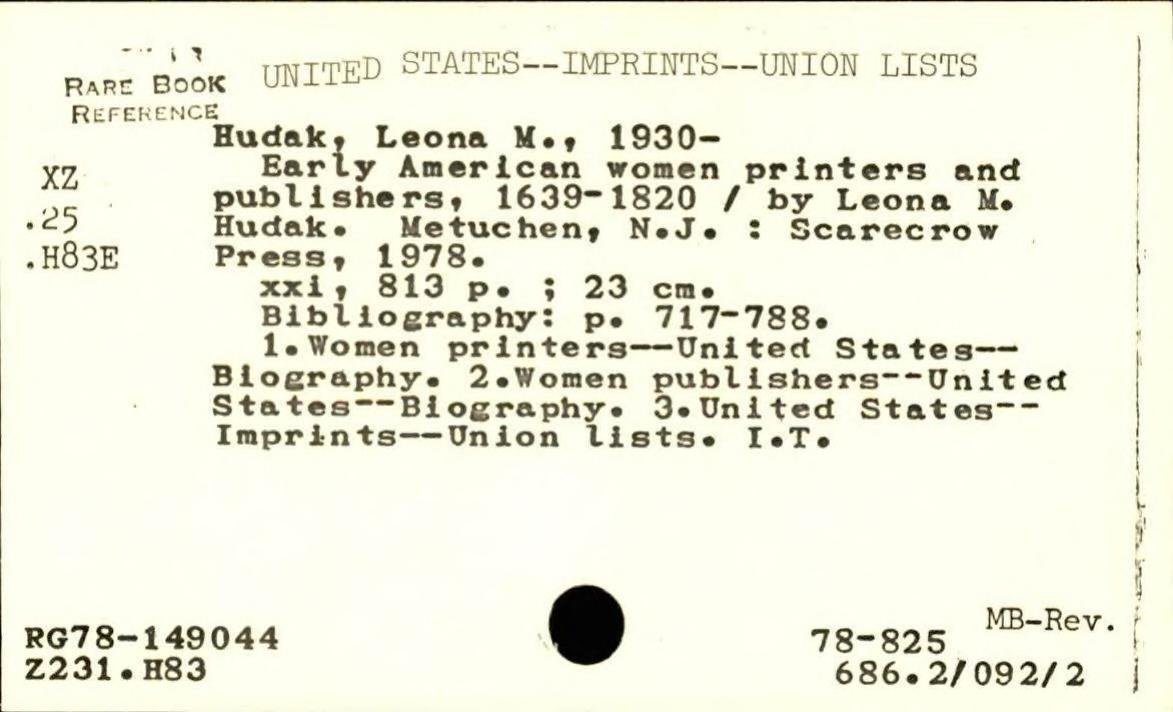 UNITED STATES--IMPRINTS--UNION LISTS
RARE BOOK
REFERENCE
Hudak, Leona M., 1930-
Early American women printers and
XZ
publishers, 1639-1820 / by Leona M.
.25
Hudak. Metuchen, N.J. : Scarecrow
.H83E
Press, 1978.
xxi, 813 p. ; 23 cm.
Bibliography: p. 717-788.
1.Women printers--United States--
Biography. 2.Women publishers--United
States--Biography. 3.United States--
Imprints--Union lists. I.T.
MB-Rev.
RG78-149044
78-825
Z231.H83
686.2/092/2